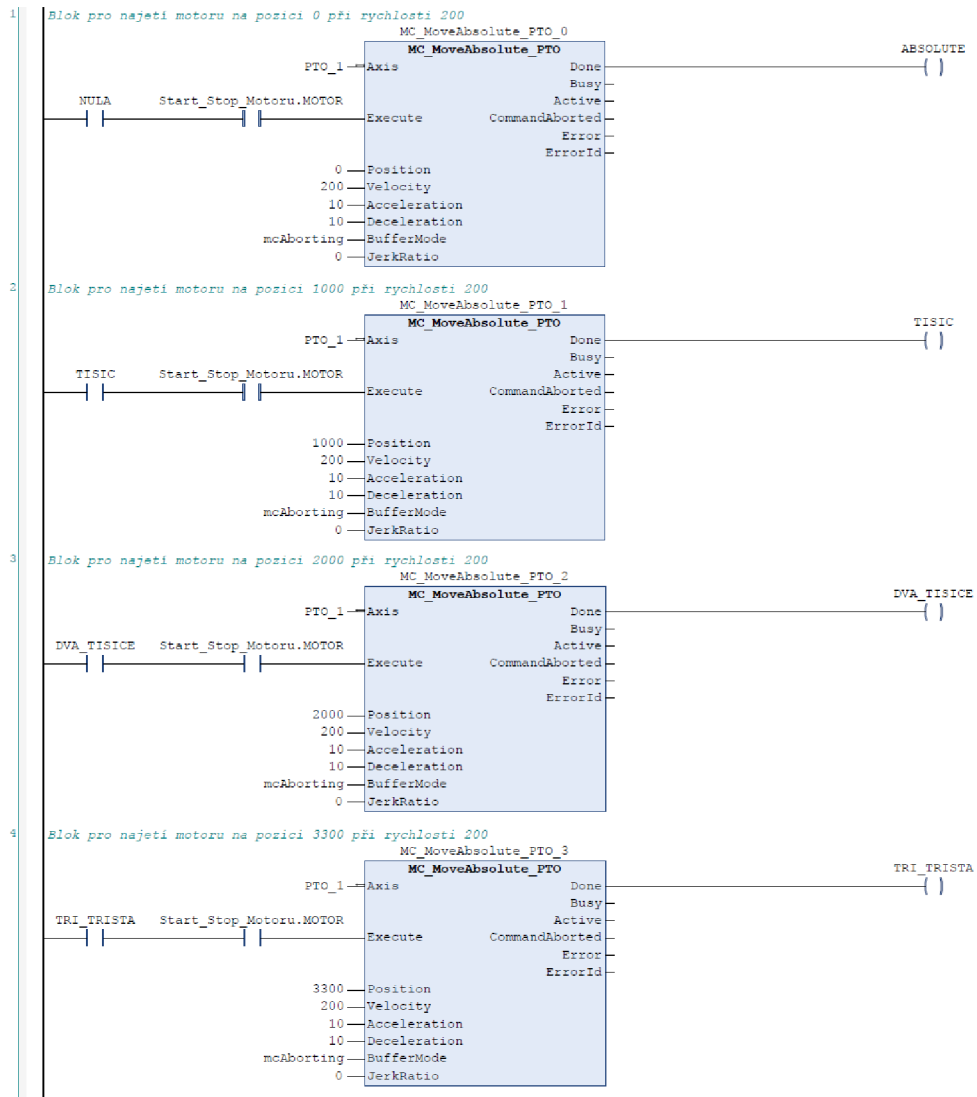 1 Blok pro najetí motoru na pozici 0 při rychlosti 200
MC_MoveAbsolute_PTO_0
MC_MoveAbsolute_PTO
ABSOLUTE
PTO_1 Axis Done
Busy
NULA Start_Stop_Motoru.MOTOR Active
Execute CommandAborted
Error
ErrorId
0 Position
200 Velocity
10 Acceleration
10 Deceleration
mcAborting BufferMode
0 JerkRatio
2 Blok pro najetí motoru na pozici 1000 při rychlosti 200
MC_MoveAbsolute_PTO_1
MC_MoveAbsolute_PTO
TISIC
PTO_1 Axis Done
Busy
TISIC Start_Stop_Motoru.MOTOR Active
Execute CommandAborted
Error
ErrorId
1000 Position
200 Velocity
10 Acceleration
10 Deceleration
mcAborting BufferMode
0 JerkRatio
3 Blok pro najetí motoru na pozici 2000 při rychlosti 200
MC_MoveAbsolute_PTO_2
MC_MoveAbsolute_PTO
DVA_TISICE
PTO_1 Axis Done
Busy
DVA_TISICE Start_Stop_Motoru.MOTOR Active
Execute CommandAborted
Error
ErrorId
2000 Position
200 Velocity
10 Acceleration
10 Deceleration
mcAborting BufferMode
0 JerkRatio
4 Blok pro najetí motoru na pozici 3300 při rychlosti 200
MC_MoveAbsolute_PTO_3
MC_MoveAbsolute_PTO
TRI_TRISTA
PTO_1 Axis Done
Busy
TRI_TRISTA Start_Stop_Motoru.MOTOR Active
Execute CommandAborted
Error
ErrorId
3300 Position
200 Velocity
10 Acceleration
10 Deceleration
mcAborting BufferMode
0 JerkRatio